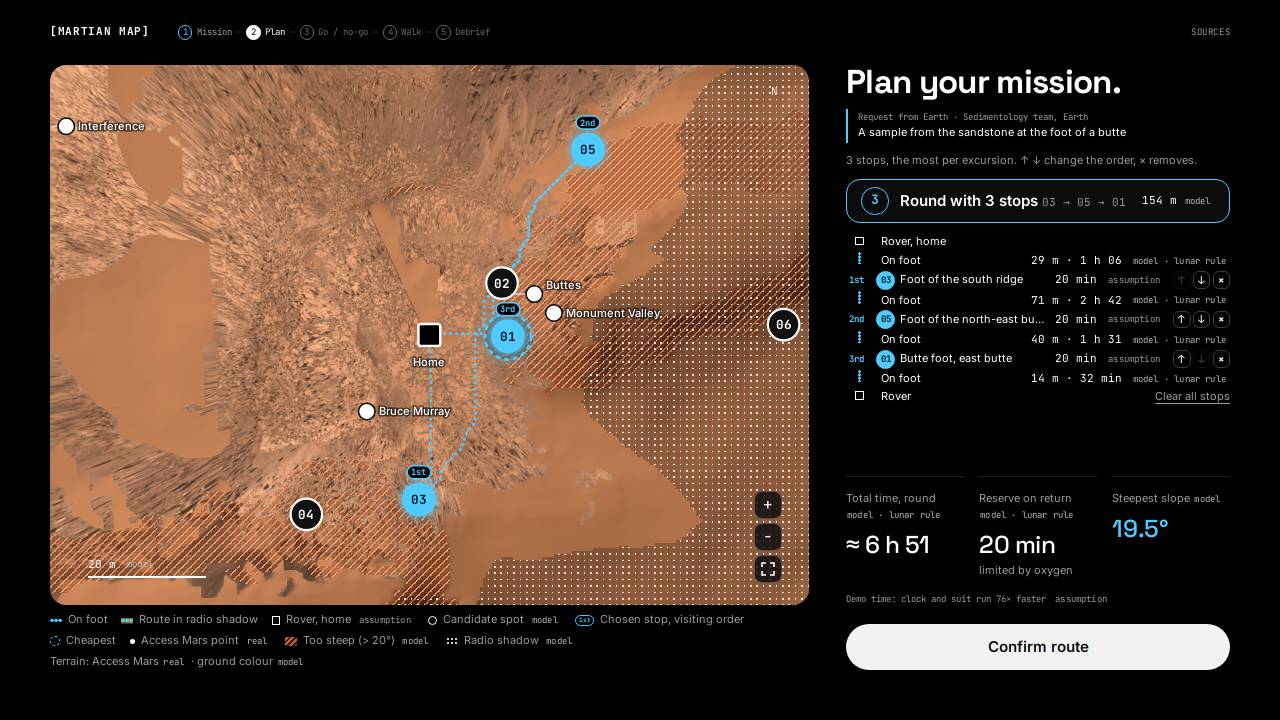 [MARTIAN MAP]
1 Mission – 2 Plan – 3 Go / no-go – 4 Walk – 5 Debrief
SOURCES
N
Interference
2nd
05
02
Buttes
Monument Valley,
3rd
01
06
Home
Bruce Murray
1st
03
04
20 m model
+
−
On foot
Route in radio shadow
Rover, home assumption
Candidate spot model
1st Chosen stop, visiting order
Cheapest
Access Mars point real
Too steep (> 20°) model
Radio shadow model
Terrain: Access Mars real · ground colour model
Plan your mission.
Request from Earth · Sedimentology team, Earth
A sample from the sandstone at the foot of a butte
3 stops, the most per excursion. ↑ ↓ change the order, × removes.
3 Round with 3 stops 03 → 05 → 01 154 m model
Rover, home
On foot 29 m · 1 h 06 model · lunar rule
1st 03 Foot of the south ridge 20 min assumption ↑ ↓ ×
On foot 71 m · 2 h 42 model · lunar rule
2nd 05 Foot of the north-east bu… 20 min assumption ↑ ↓ ×
On foot 40 m · 1 h 31 model · lunar rule
3rd 01 Butte foot, east butte 20 min assumption ↑ ↓ ×
On foot 14 m · 32 min model · lunar rule
Rover
Clear all stops
Total time, round
model · lunar rule
≈ 6 h 51
Reserve on return
model · lunar rule
20 min
limited by oxygen
Steepest slope model
19.5°
Demo time: clock and suit run 76× faster assumption
Confirm route